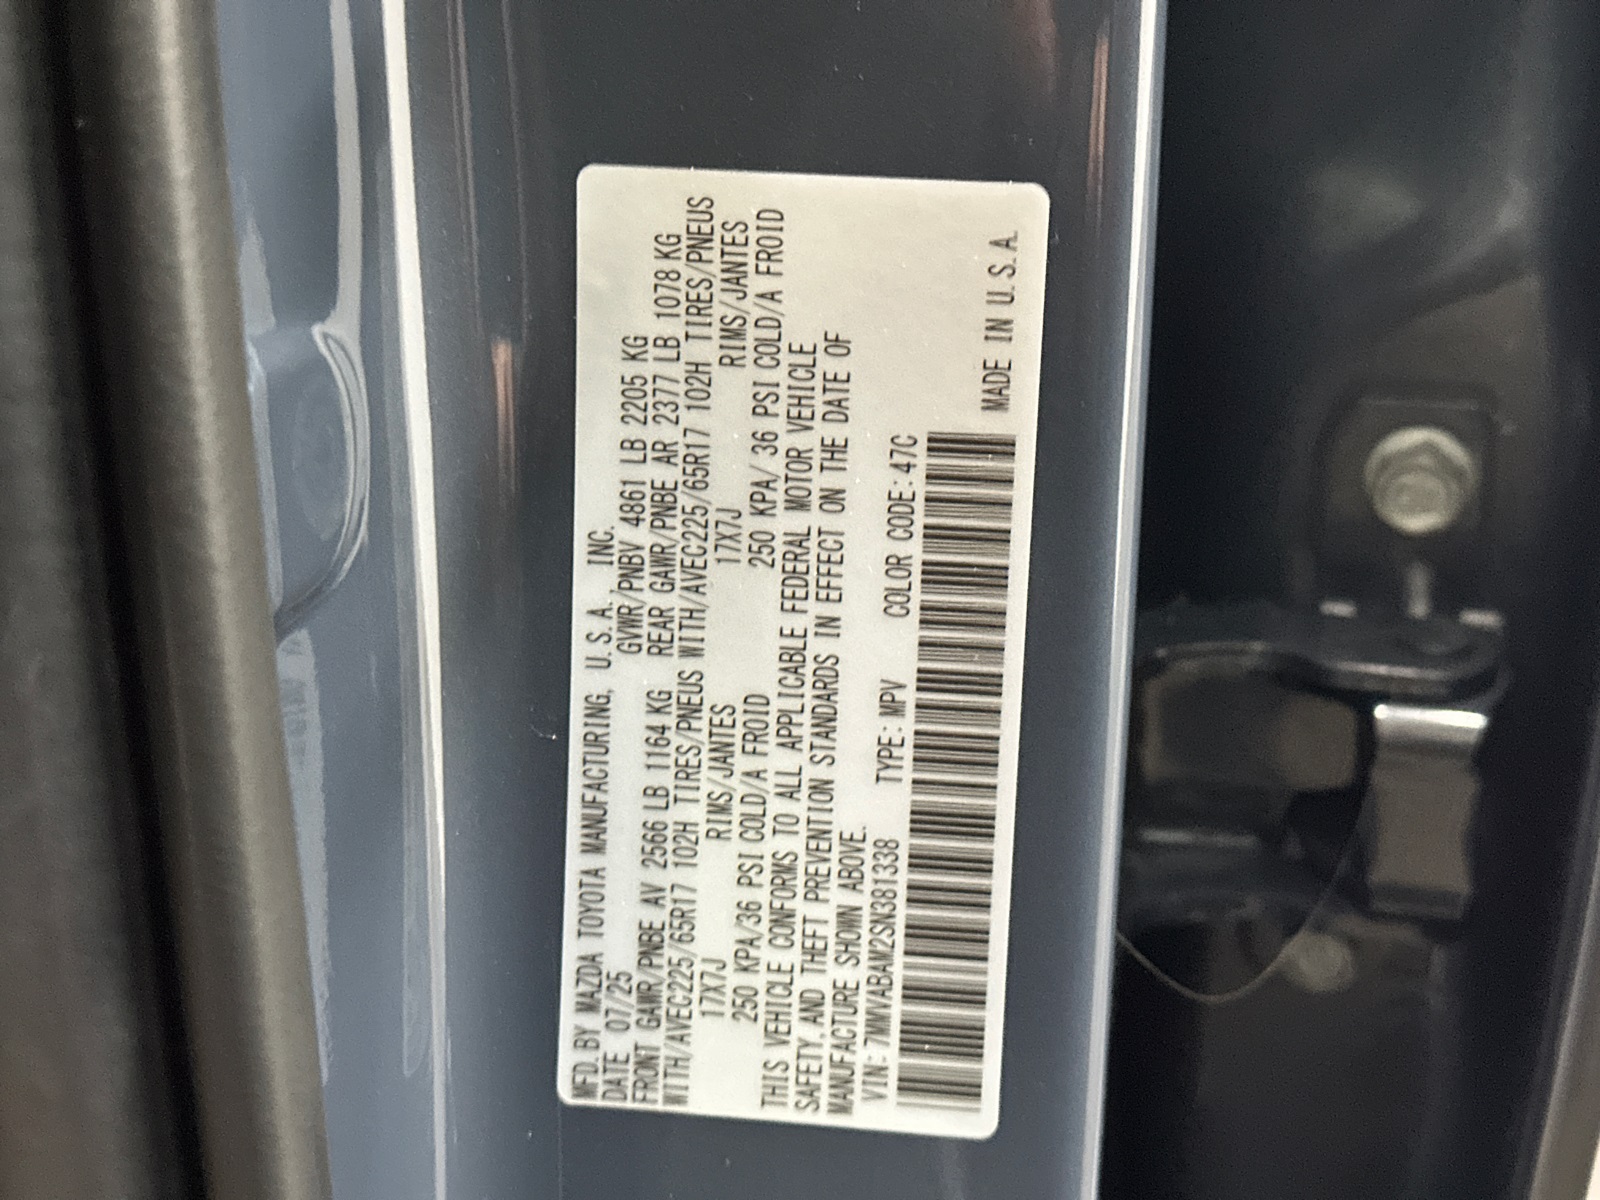 MFD. BY MAZDA TOYOTA MANUFACTURING, U.S.A., INC.
DATE 07/25 GVWR/PNBV 4861 LB 2205 KG
FRONT GAWR/PNBE AV 2566 LB 1164 KG REAR GAWR/PNBE AR 2377 LB 1078 KG
WITH/AVEC225/65R17 102H TIRES/PNEUS WITH/AVEC225/65R17 102H TIRES/PNEUS
17X7J RIMS/JANTES 17X7J RIMS/JANTES
250 KPA/36 PSI COLD/A FROID 250 KPA/ 36 PSI COLD/A FROID
THIS VEHICLE CONFORMS TO ALL APPLICABLE FEDERAL MOTOR VEHICLE
SAFETY, AND THEFT PREVENTION STANDARDS IN EFFECT ON THE DATE OF
MANUFACTURE SHOWN ABOVE.
VIN: 7MMVABAM2SN381338 TYPE: MPV COLOR CODE: 47C
MADE IN U.S.A.